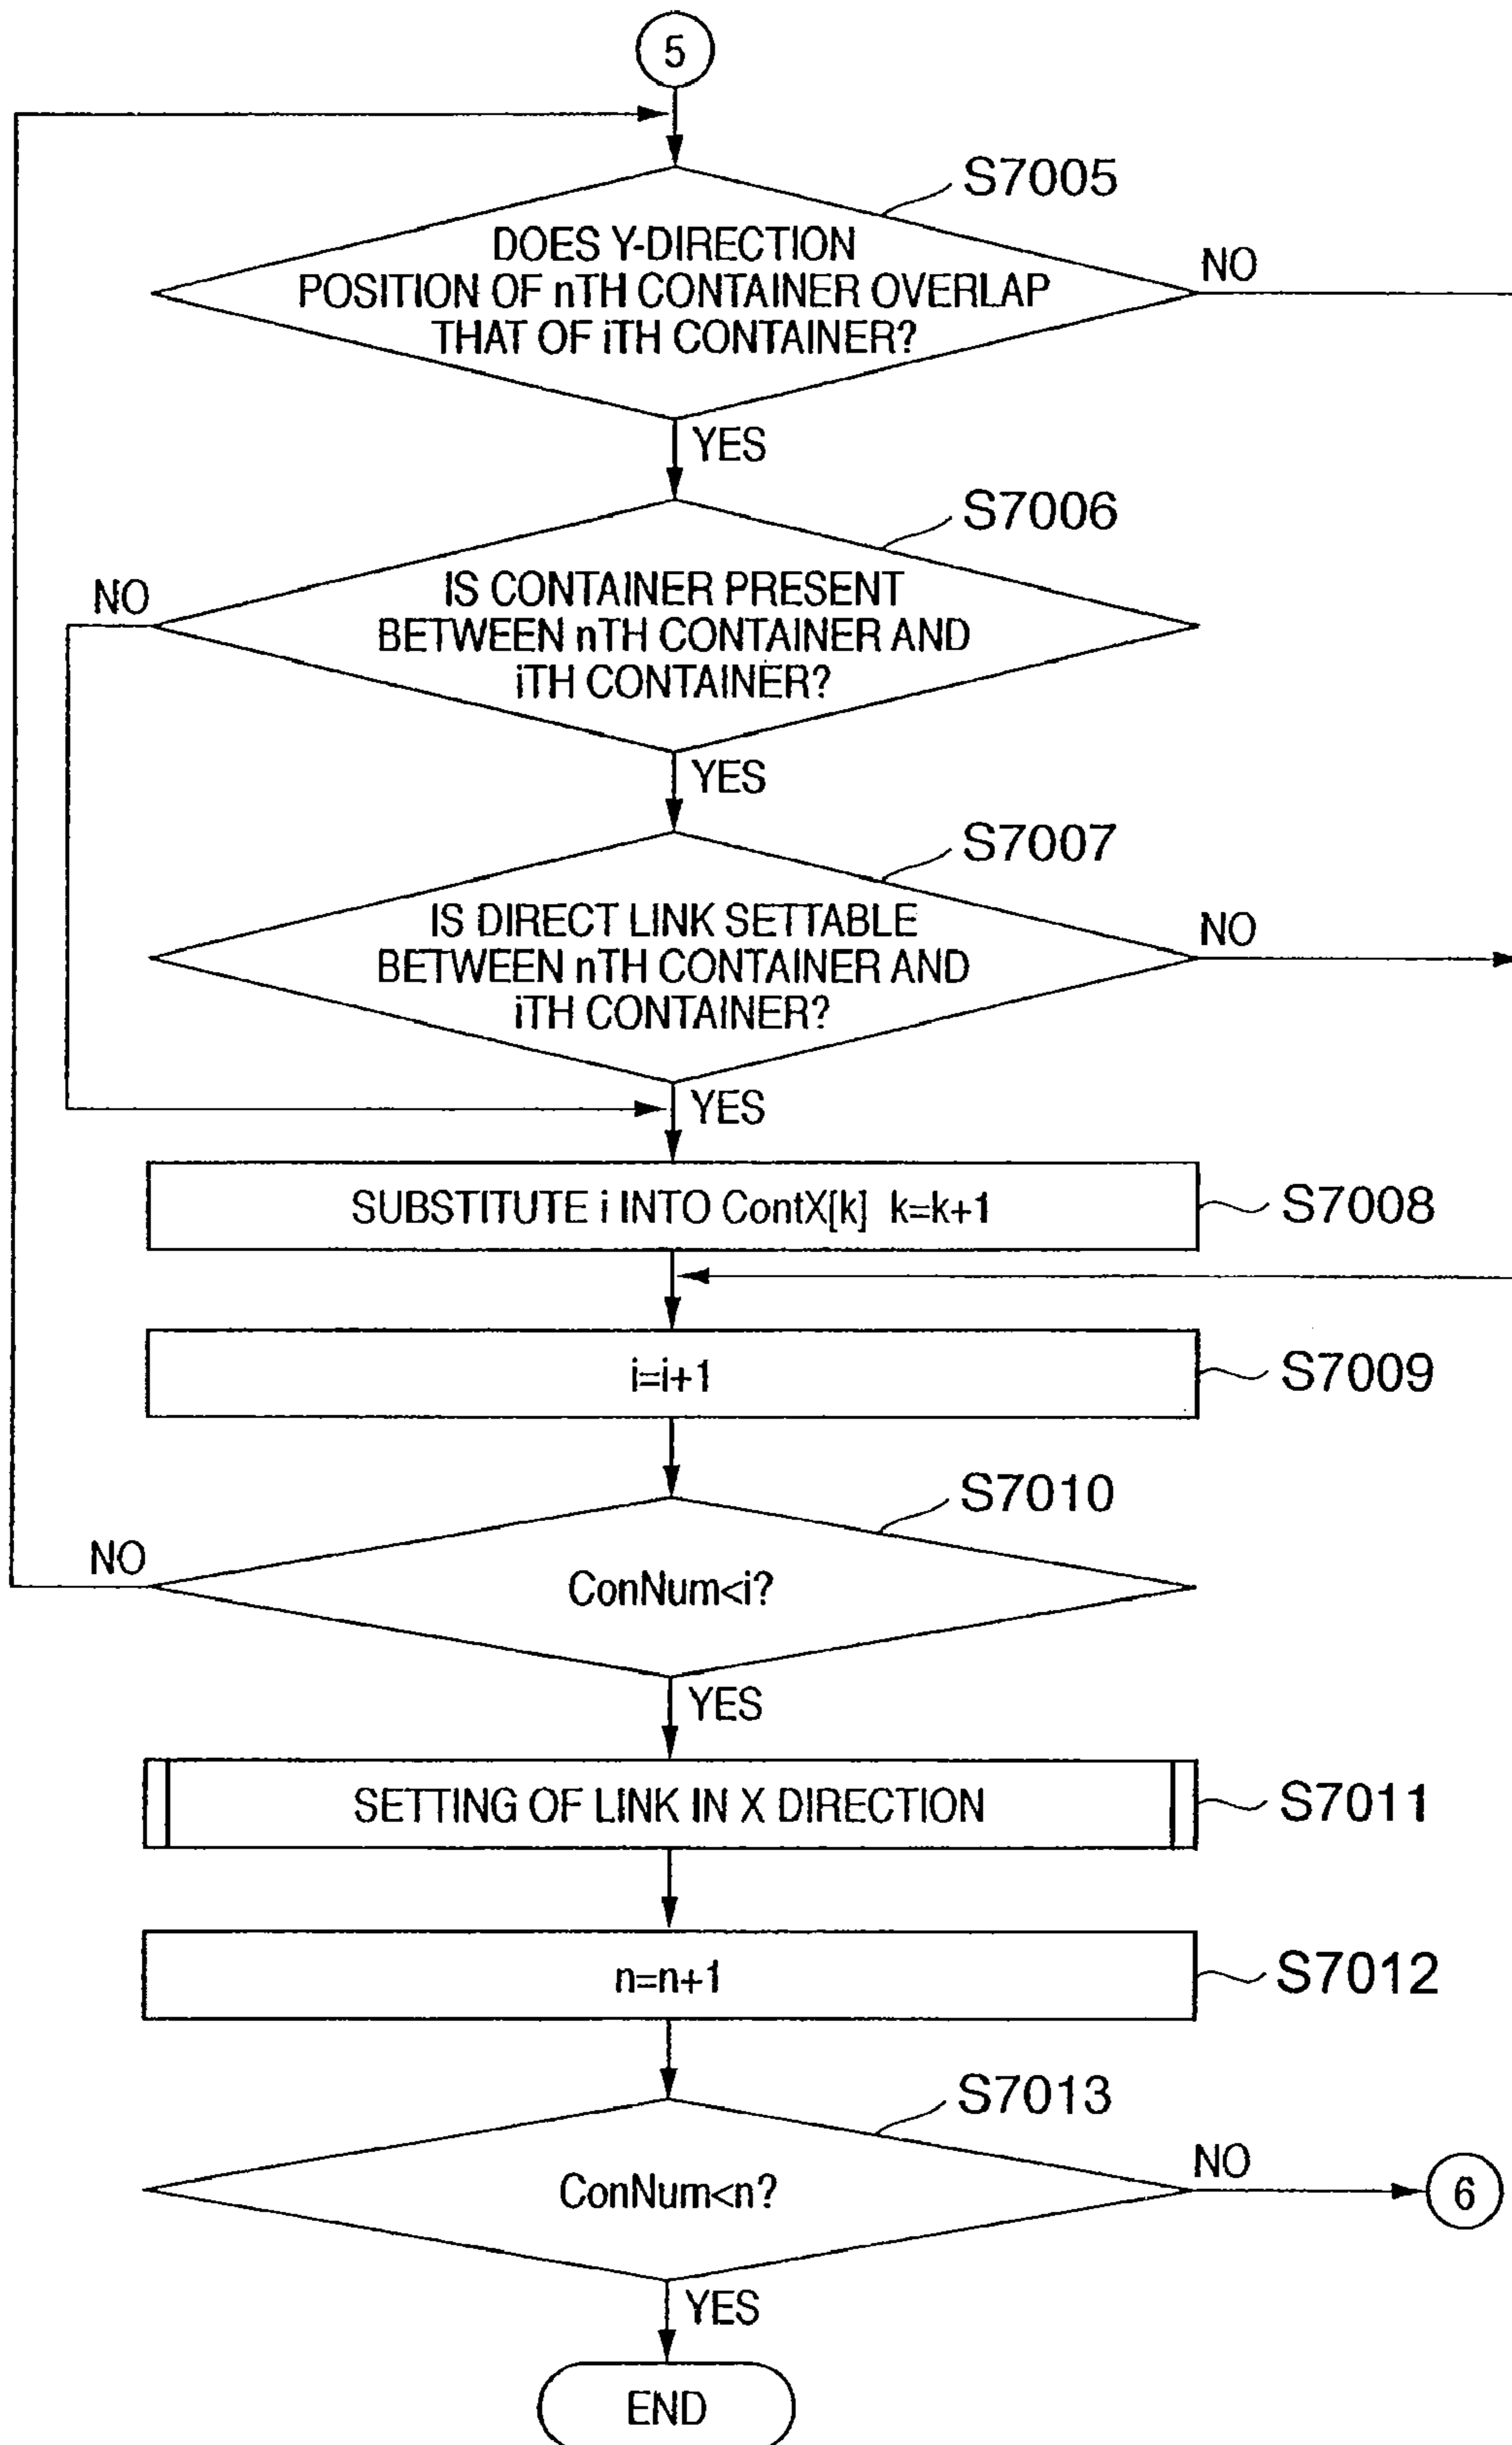 5
S7005
DOES Y-DIRECTION
POSITION OF nTH CONTAINER OVERLAP
THAT OF iTH CONTAINER?
NO
YES
S7006
IS CONTAINER PRESENT
BETWEEN nTH CONTAINER AND
iTH CONTAINER?
NO
YES
S7007
IS DIRECT LINK SETTABLE
BETWEEN nTH CONTAINER AND
iTH CONTAINER?
NO
YES
SUBSTITUTE i INTO ContX[k] k=k+1
S7008
i=i+1
S7009
S7010
ConNum<i?
NO
YES
SETTING OF LINK IN X DIRECTION
S7011
n=n+1
S7012
S7013
ConNum<n?
NO
6
YES
END